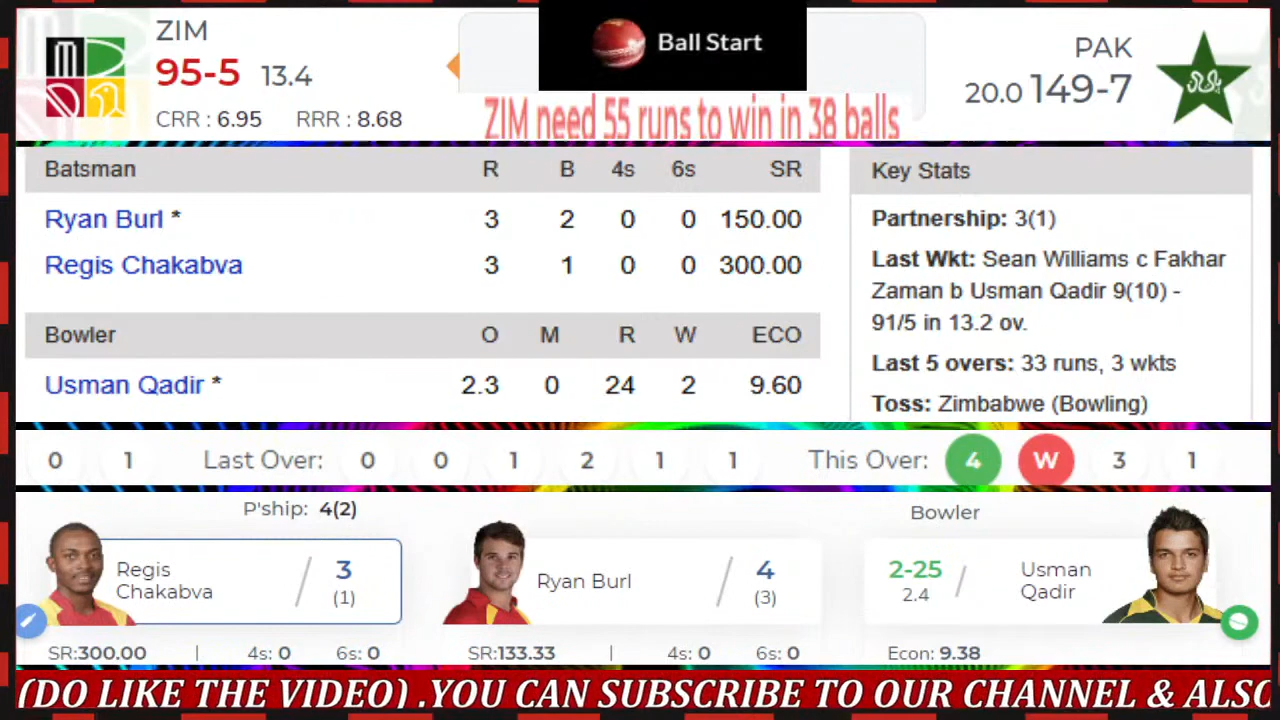 ZIM
95-5 13.4
CRR : 6.95 RRR : 8.68
Ball Start
ZIM need 55 runs to win in 38 balls
PAK
20.0 149-7
Batsman R B 4s 6s SR
Ryan Burl * 3 2 0 0 150.00
Regis Chakabva 3 1 0 0 300.00
Bowler O M R W ECO
Usman Qadir * 2.3 0 24 2 9.60
Key Stats
Partnership: 3(1)
Last Wkt: Sean Williams c Fakhar
Zaman b Usman Qadir 9(10) -
91/5 in 13.2 ov.
Last 5 overs: 33 runs, 3 wkts
Toss: Zimbabwe (Bowling)
0 1 Last Over: 0 0 1 2 1 1 This Over: 4 W 3 1
P'ship: 4(2)
Regis
Chakabva
/ 3
(1)
SR:300.00 | 4s: 0 6s: 0
Ryan Burl
/ 4
(3)
SR:133.33 | 4s: 0 6s: 0
Bowler
2-25 /
2.4
Usman
Qadir
Econ: 9.38
(DO LIKE THE VIDEO) .YOU CAN SUBSCRIBE TO OUR CHANNEL & ALSO